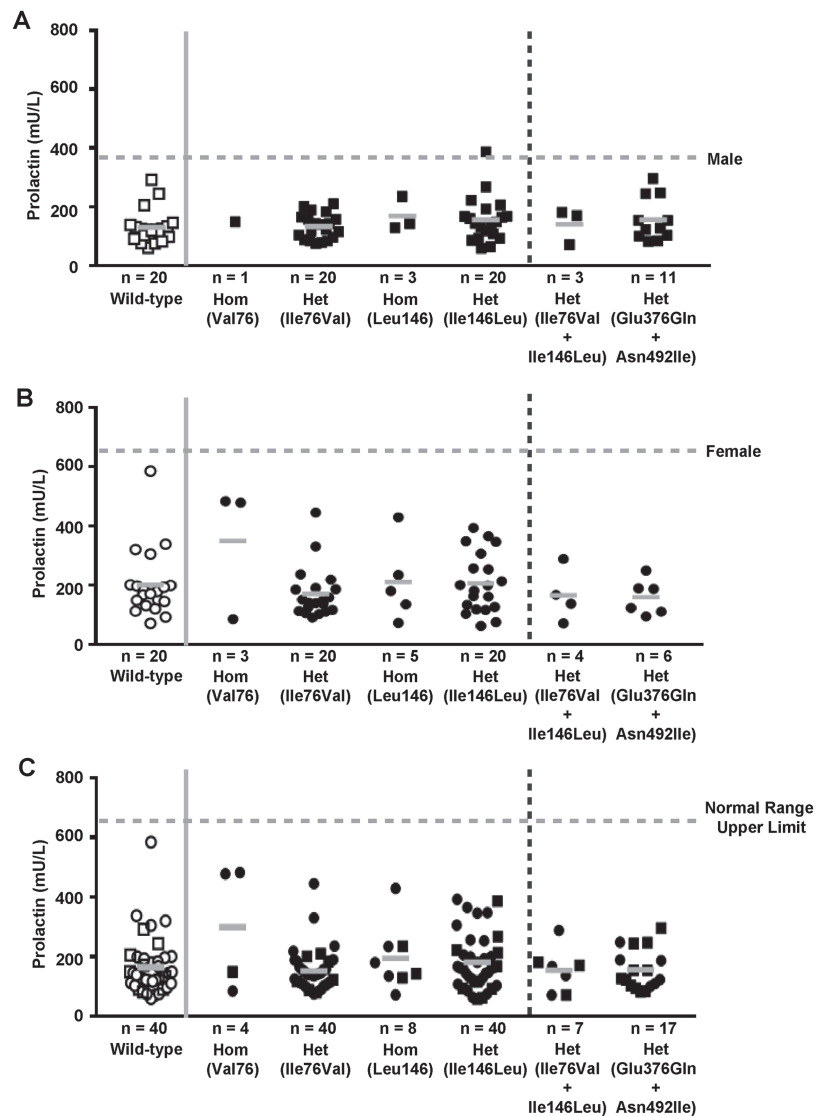 A
800
600
400
200
0
Prolactin (mU/L)
Male
n = 20 n = 1 n = 20 n = 3 n = 20 n = 3 n = 11
Wild-type Hom Het Hom Het Het Het
(Val76) (Ile76Val) (Leu146) (Ile146Leu) (Ile76Val (Glu376Gln
+ +
Ile146Leu) Asn492Ile)
B
800
600
400
200
0
Prolactin (mU/L)
Female
n = 20 n = 3 n = 20 n = 5 n = 20 n = 4 n = 6
Wild-type Hom Het Hom Het Het Het
(Val76) (Ile76Val) (Leu146) (Ile146Leu) (Ile76Val (Glu376Gln
+ +
Ile146Leu) Asn492Ile)
C
800
600
400
200
0
Prolactin (mU/L)
Normal Range
Upper Limit
n = 40 n = 4 n = 40 n = 8 n = 40 n = 7 n = 17
Wild-type Hom Het Hom Het Het Het
(Val76) (Ile76Val) (Leu146) (Ile146Leu) (Ile76Val (Glu376Gln
+ +
Ile146Leu) Asn492Ile)